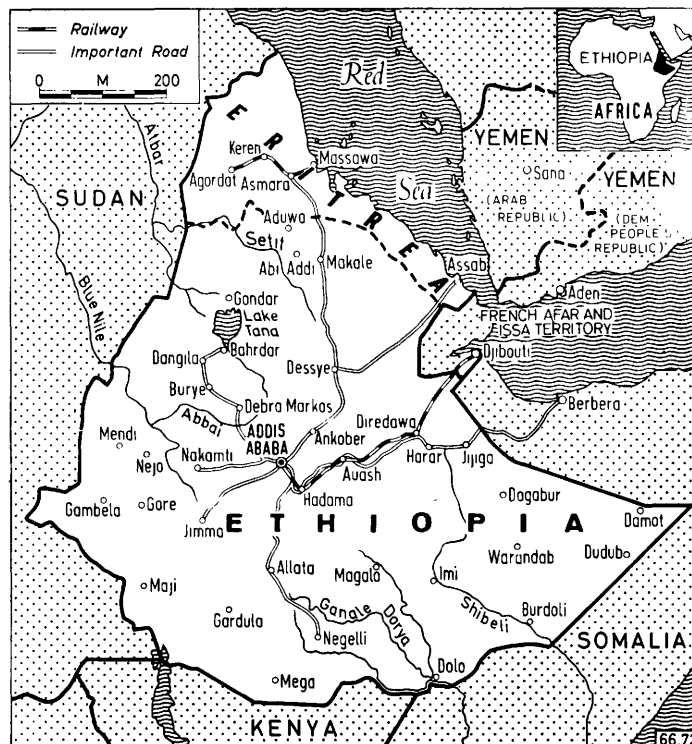 Railway
Important Road
0 M 200
ETHIOPIA
AFRICA
Red
Sea
YEMEN
Sana
(ARAB
REPUBLIC)
YEMEN
(DEM
PEOPLE'S
REPUBLIC)
SUDAN
Atbar
ERATREA
Keren
Massawa
Agordat
Asmara
Aduwa
Setit
Abi Addi
Makale
Assab
Aden
FRENCH AFAR AND
EISSA TERRITORY
Djibouti
Blue Nile
Gondar
Lake
Tana
Bahrdar
Dangila
Dessye
Burye
Debra Markos
Abbai
Berbera
Mendi
Nejo
Nakamti
ADDIS
ABABA
Ankober
Diredawa
Harar
Jijiga
Auash
Hadama
Gambela
Gore
Jimma
ETHIOPIA
Dagabur
Damot
Warandab
Dudub
Allata
Magalo
Imi
Maji
Gardula
Ganale
Dorya
Shibeli
Burdoli
Negelli
SOMALIA
Mega
Dolo
KENYA
66.7